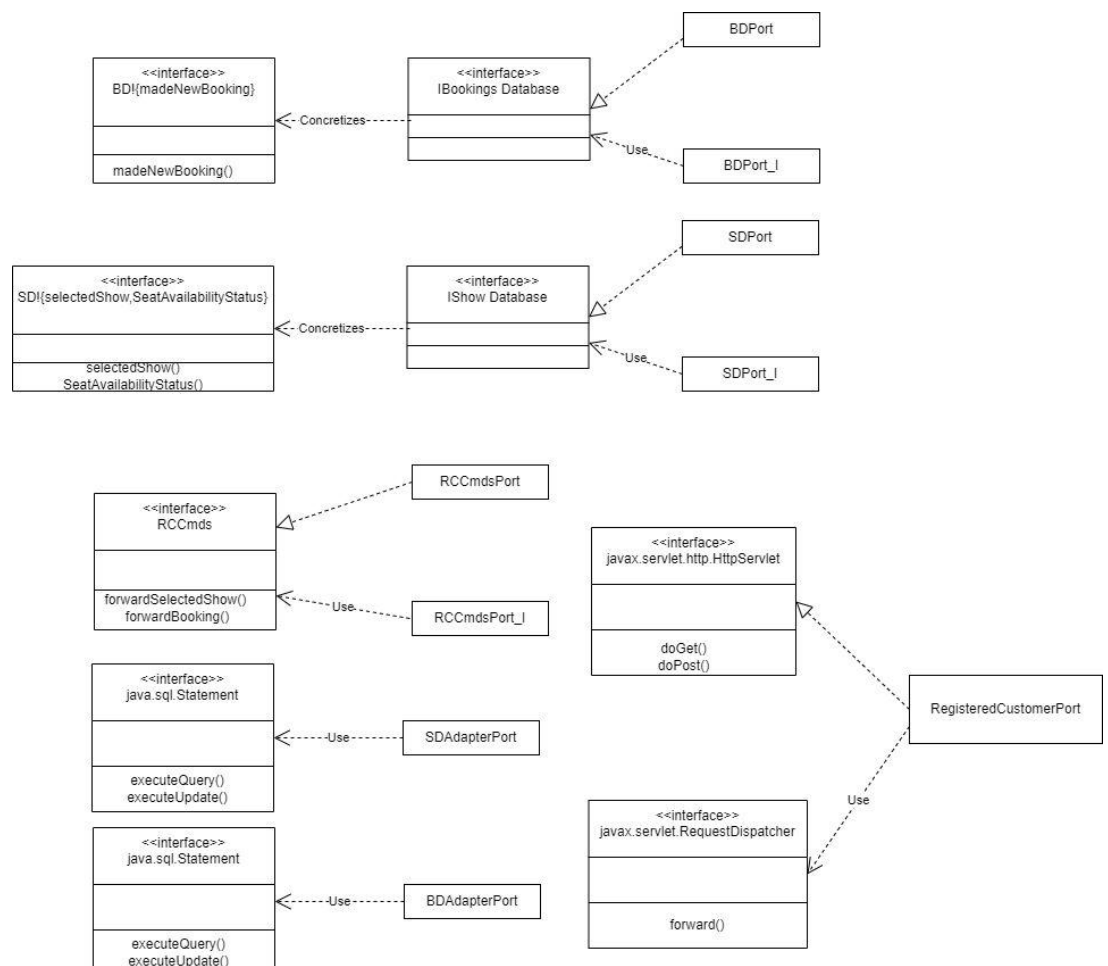 BDPort
<<interface>>
BD!{madeNewBooking}
madeNewBooking()
Concretizes
<<interface>>
IBookings Database
Use
BDPort_I
SDPort
<<interface>>
SD!{selectedShow,SeatAvailabilityStatus}
selectedShow()
SeatAvailabilityStatus()
Concretizes
<<interface>>
IShow Database
Use
SDPort_I
RCCmdsPort
<<interface>>
RCCmds
forwardSelectedShow()
forwardBooking()
Use
RCCmdsPort_I
<<interface>>
java.sql.Statement
executeQuery()
executeUpdate()
Use
SDAdapterPort
<<interface>>
java.sql.Statement
executeQuery()
executeUpdate()
Use
BDAdapterPort
<<interface>>
javax.servlet.http.HttpServlet
doGet()
doPost()
RegisteredCustomerPort
Use
<<interface>>
javax.servlet.RequestDispatcher
forward()